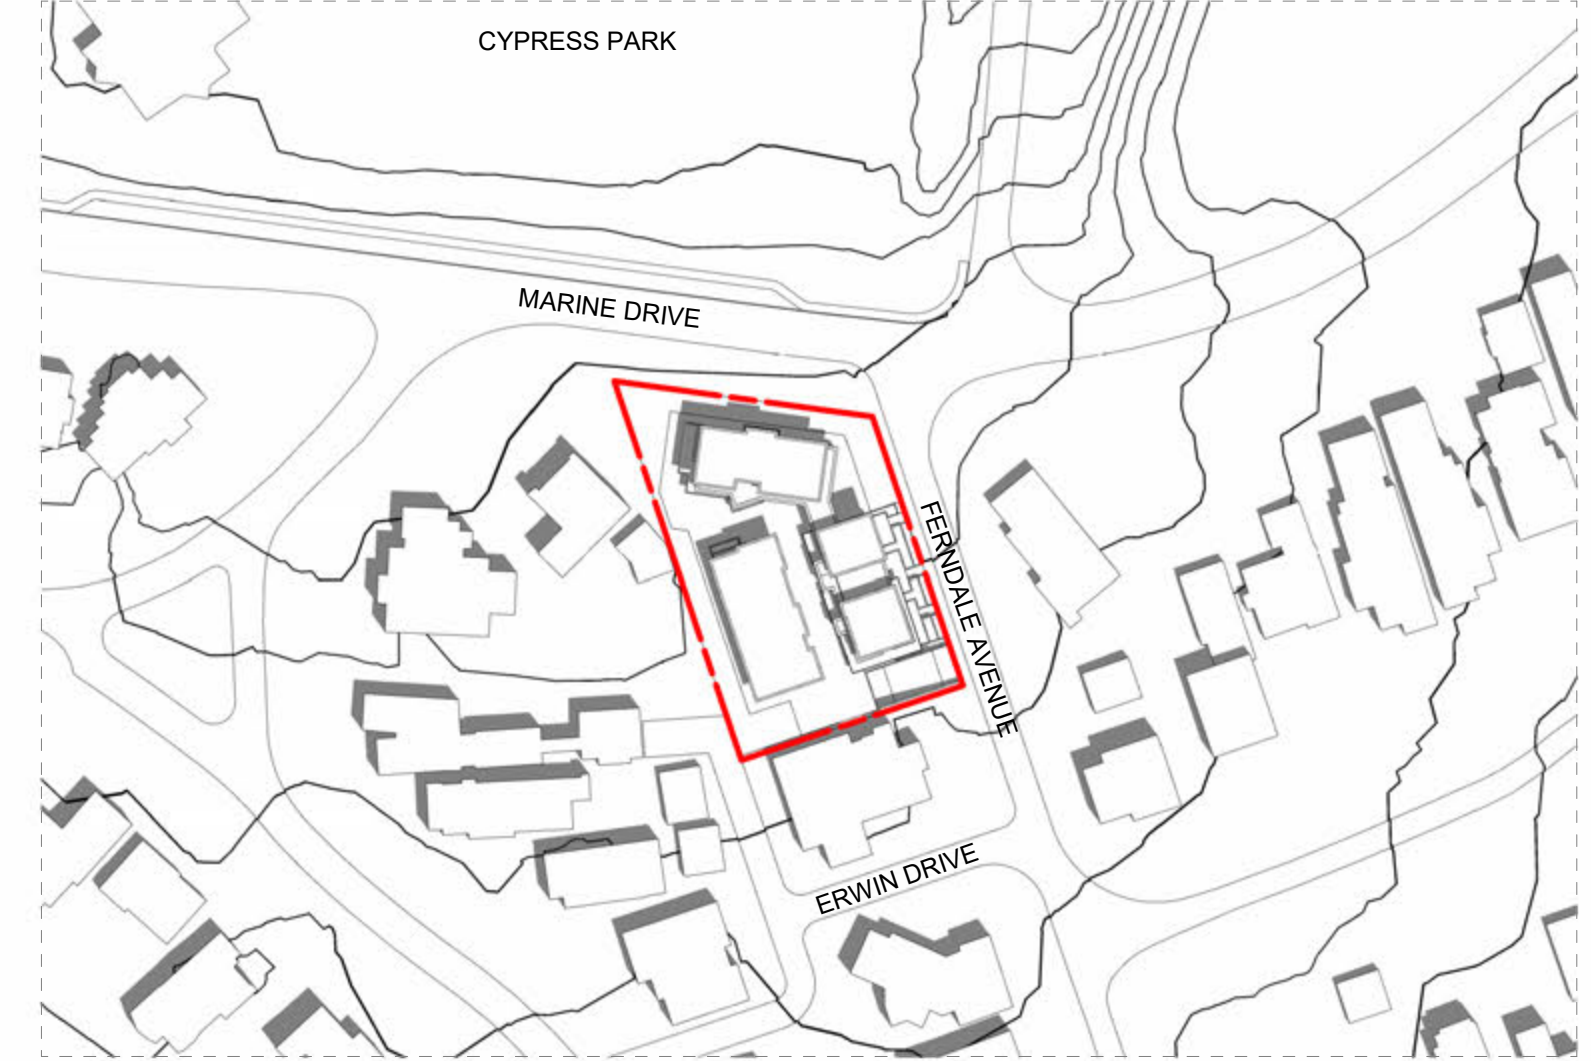 CYPRESS PARK
MARINE DRIVE
FERNDALE AVENUE
ERWIN DRIVE